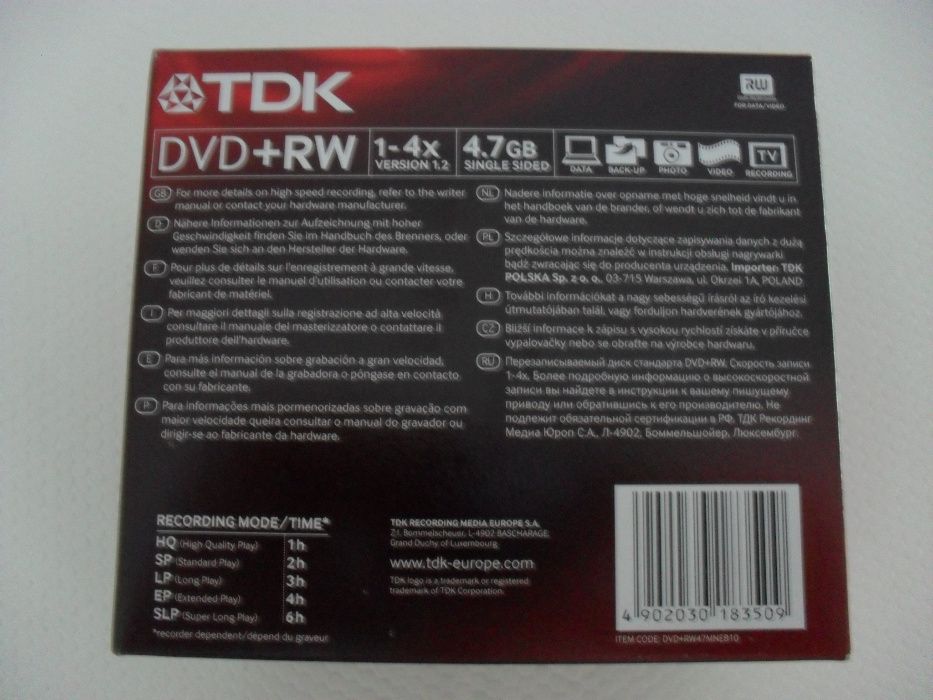 TDK
RW
FOR DATA/VIDEO
DVD+RW
1-4x
VERSION 1.2
4.7GB
SINGLE SIDED
DATA
BACK-UP
PHOTO
VIDEO
TV
RECORDING
GB For more details on high speed recording, refer to the writer
manual or contact your hardware manufacturer.
D Nähere Informationen zur Aufzeichnung mit hoher
Geschwindigkeit finden Sie im Handbuch des Brenners, oder
wenden Sie sich an den Hersteller der Hardware.
F Pour plus de détails sur l'enregistrement à grande vitesse,
veuillez consulter le manuel d'utilisation ou contacter votre
fabricant de matériel.
I Per maggiori dettagli sulla registrazione ad alta velocità
consultare il manuale del masterizzatore o contattare il
produttore dell'hardware.
E Para más información sobre grabación a gran velocidad,
consulte el manual de la grabadora o póngase en contacto
con su fabricante.
P Para informações mais pormenorizadas sobre gravação com
maior velocidade queira consultar o manual do gravador ou
dirigir-se ao fabricante da hardware.
NL Nadere informatie over opname met hoge snelheid vindt u in
het handboek van de brander, of wendt u zich tot de fabrikant
van de hardware.
PL Szczegółowe informacje dotyczące zapisywania danych z dużą
prędkością można znaleźć w instrukcji obsługi nagrywarki
bądź zwracając się do producenta urządzenia. Importer: TDK
POLSKA Sp. z o. o., 03-715 Warszawa, ul. Okrzei 1A, POLAND
H További információkat a nagy sebességű írásról az író kezelési
útmutatójában talál, vagy forduljon hardverének gyártójához.
CZ Bližší informace k zápisu s vysokou rychlostí získáte v příručce
vypalovačky nebo se obraťte na výrobce hardwaru.
RU Перезаписываемый диск стандарта DVD+RW. Скорость записи
1-4x. Более подробную информацию о высокоскоростной
записи вы найдете в инструкции к вашему пишущему
приводу или обратившись к его производителю. Не
подлежит обязательной сертификации в РФ. ТДК Рекординг
Медиа Юроп С.А., Л-4902, Боммельшойер, Люксембург.
RECORDING MODE/TIME*
HQ (High Quality Play) 1h
SP (Standard Play) 2h
LP (Long Play) 3h
EP (Extended Play) 4h
SLP (Super Long Play) 6h
*recorder dependent/dépend du graveur
TDK RECORDING MEDIA EUROPE S.A.
Z.I. Bommelscheuer, L-4902 BASCHARAGE,
Grand Duchy of Luxembourg
www.tdk-europe.com
TDK logo is a trademark or registered
trademark of TDK Corporation.
4 902030 183509
ITEM CODE: DVD+RW47MNEB10